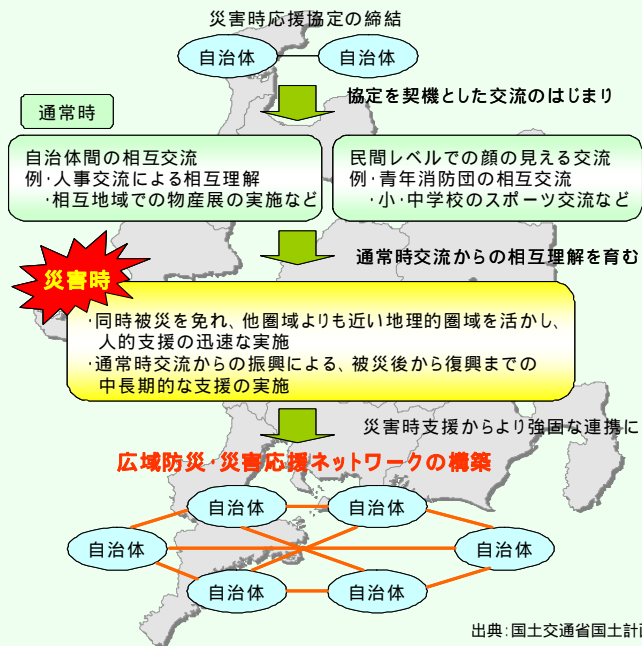 災害時応援協定の締結
自治体
自治体
協定を契機とした交流のはじまり
通常時
自治体間の相互交流
例・人事交流による相互理解
・相互地域での物産展の実施など
民間レベルでの顔の見える交流
例・青年消防団の相互交流
・小・中学校のスポーツ交流など
通常時交流からの相互理解を育む
災害時
・同時被災を免れ、他圏域よりも近い地理的圏域を活かし、
人的支援の迅速な実施
・通常時交流からの振興による、被災後から復興までの
中長期的な支援の実施
災害時支援からより強固な連携に
広域防災・災害応援ネットワークの構築
自治体
自治体
自治体
自治体
自治体
自治体
出典：国土交通省国土計画